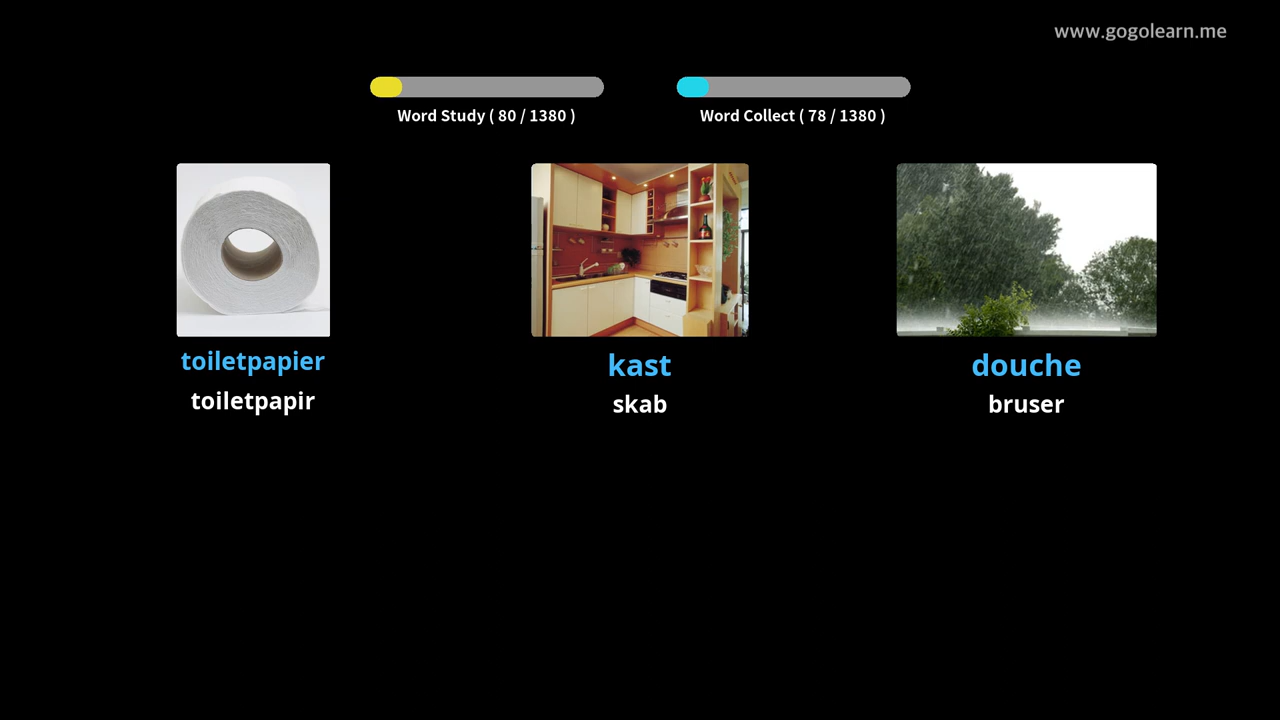 www.gogolearn.me
Word Study ( 80 / 1380 )
Word Collect ( 78 / 1380 )
toiletpapier
toiletpapir
kast
skab
douche
bruser